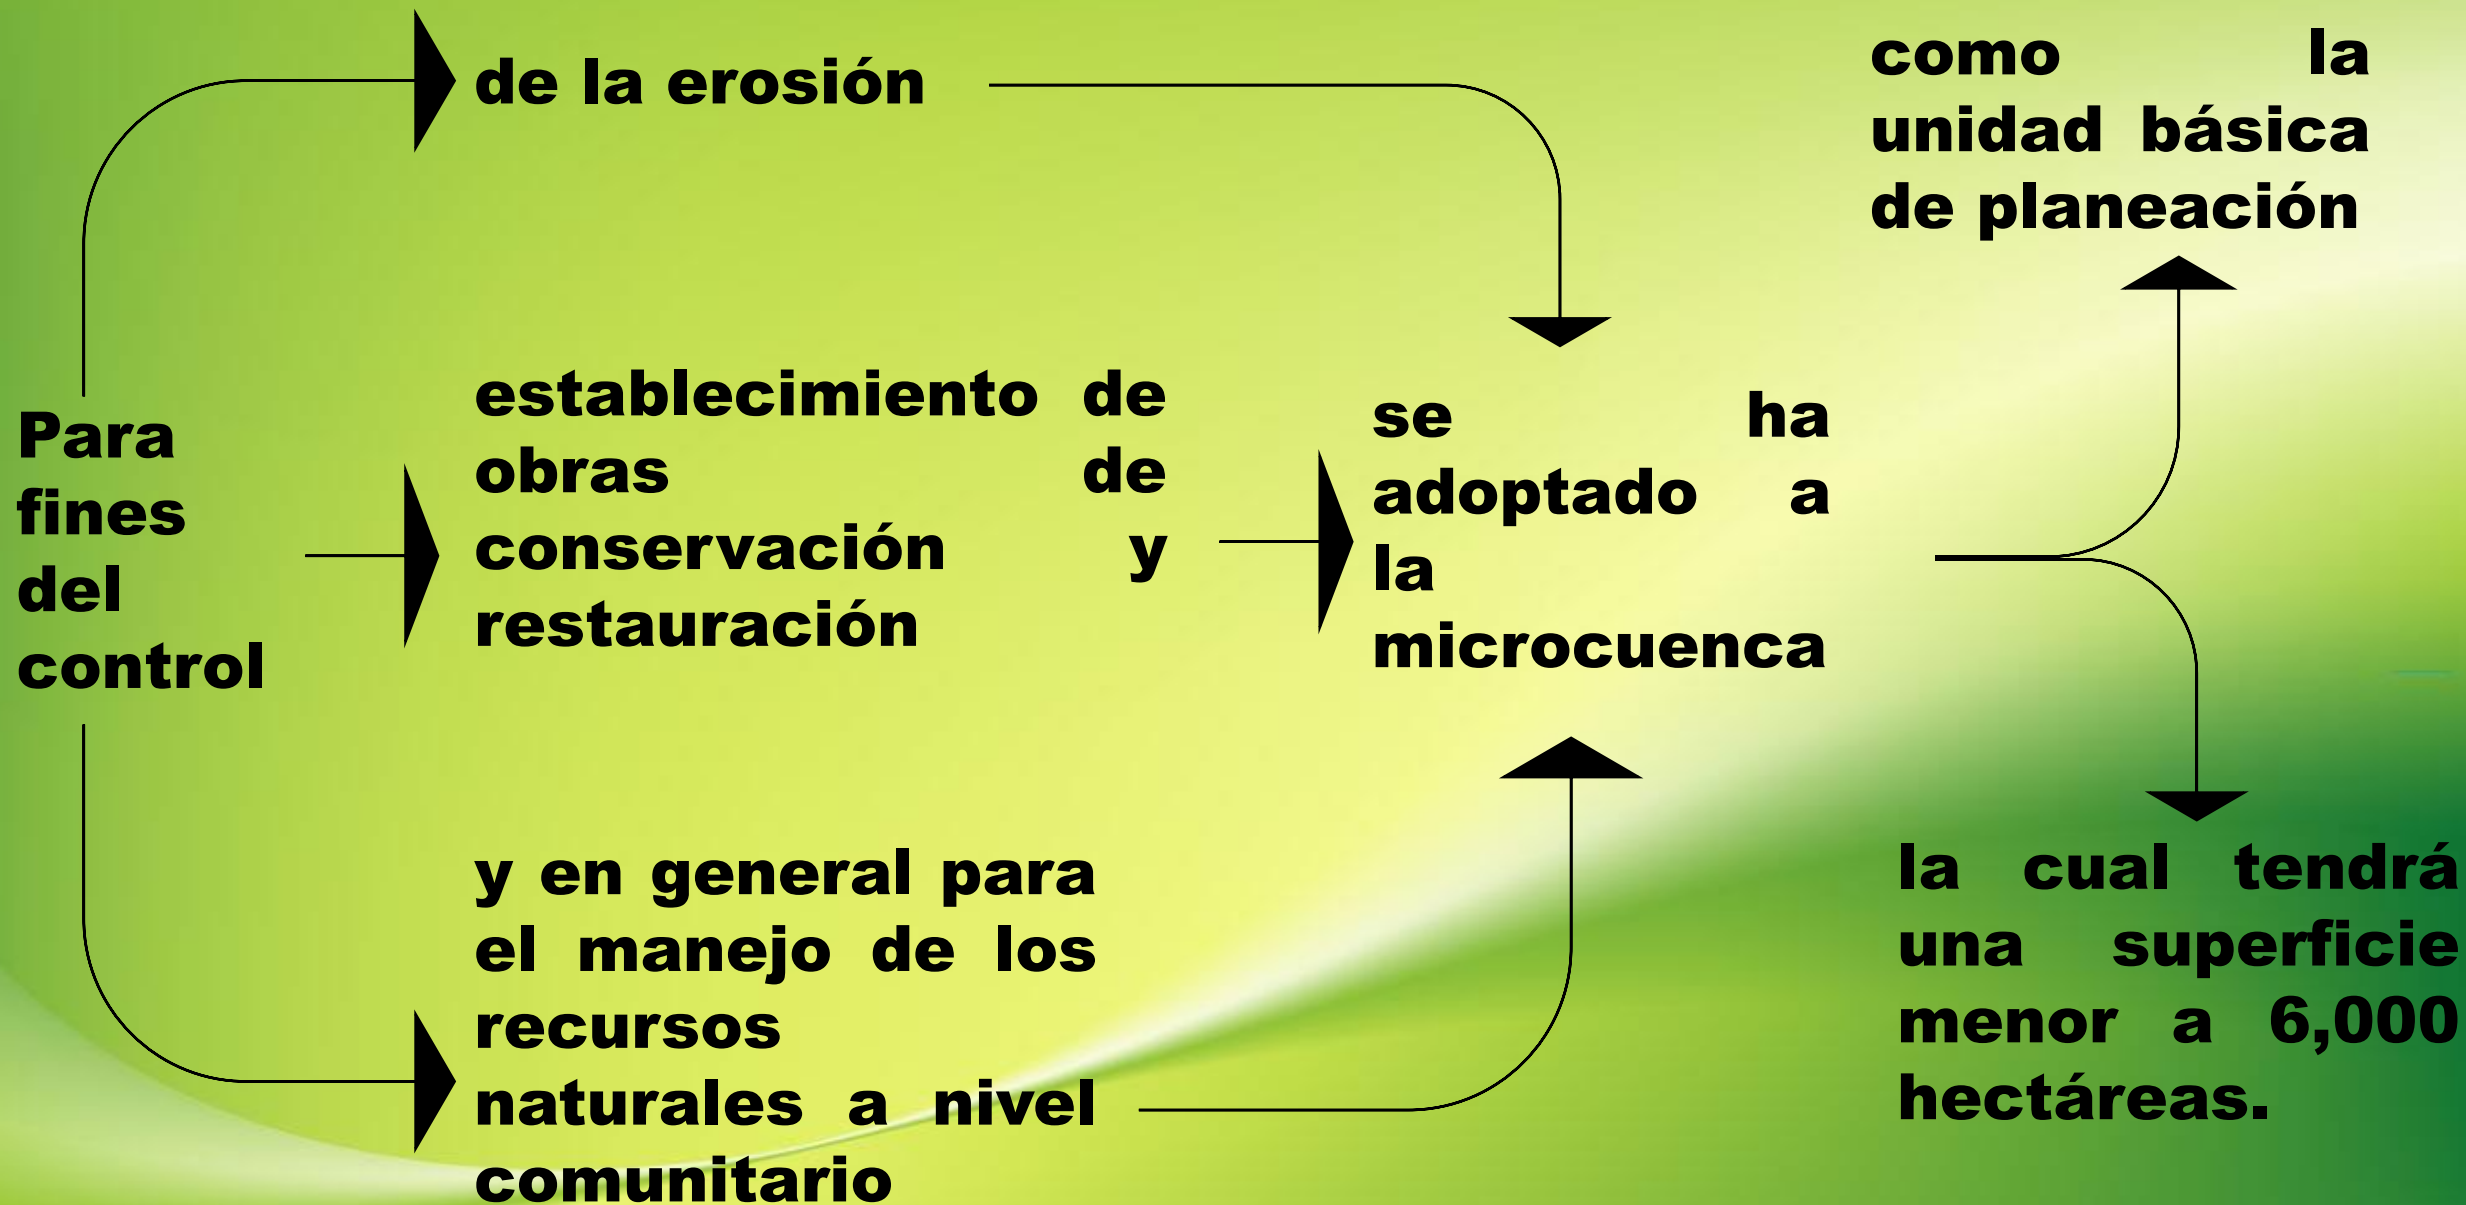 Para
fines
del
control
de la erosión
establecimiento de
obras de
conservación y
restauración
y en general para
el manejo de los
recursos
naturales a nivel
comunitario
se ha
adoptado a
la
microcuenca
como la
unidad básica
de planeación
la cual tendrá
una superficie
menor a 6,000
hectáreas.